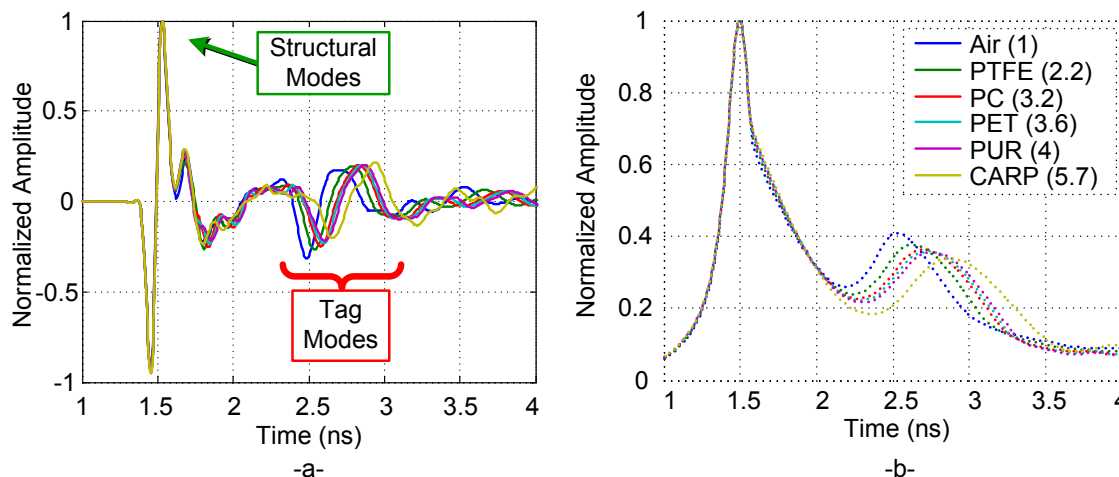 Normalized Amplitude
1
0.5
0
-0.5
-1
Structural
Modes
Tag
Modes
1
1.5
2
2.5
3
3.5
4
Time (ns)
-a-
Normalized Amplitude
1
0.8
0.6
0.4
0.2
0
Air (1)
PTFE (2.2)
PC (3.2)
PET (3.6)
PUR (4)
CARP (5.7)
1
1.5
2
2.5
3
3.5
4
Time (ns)
-b-